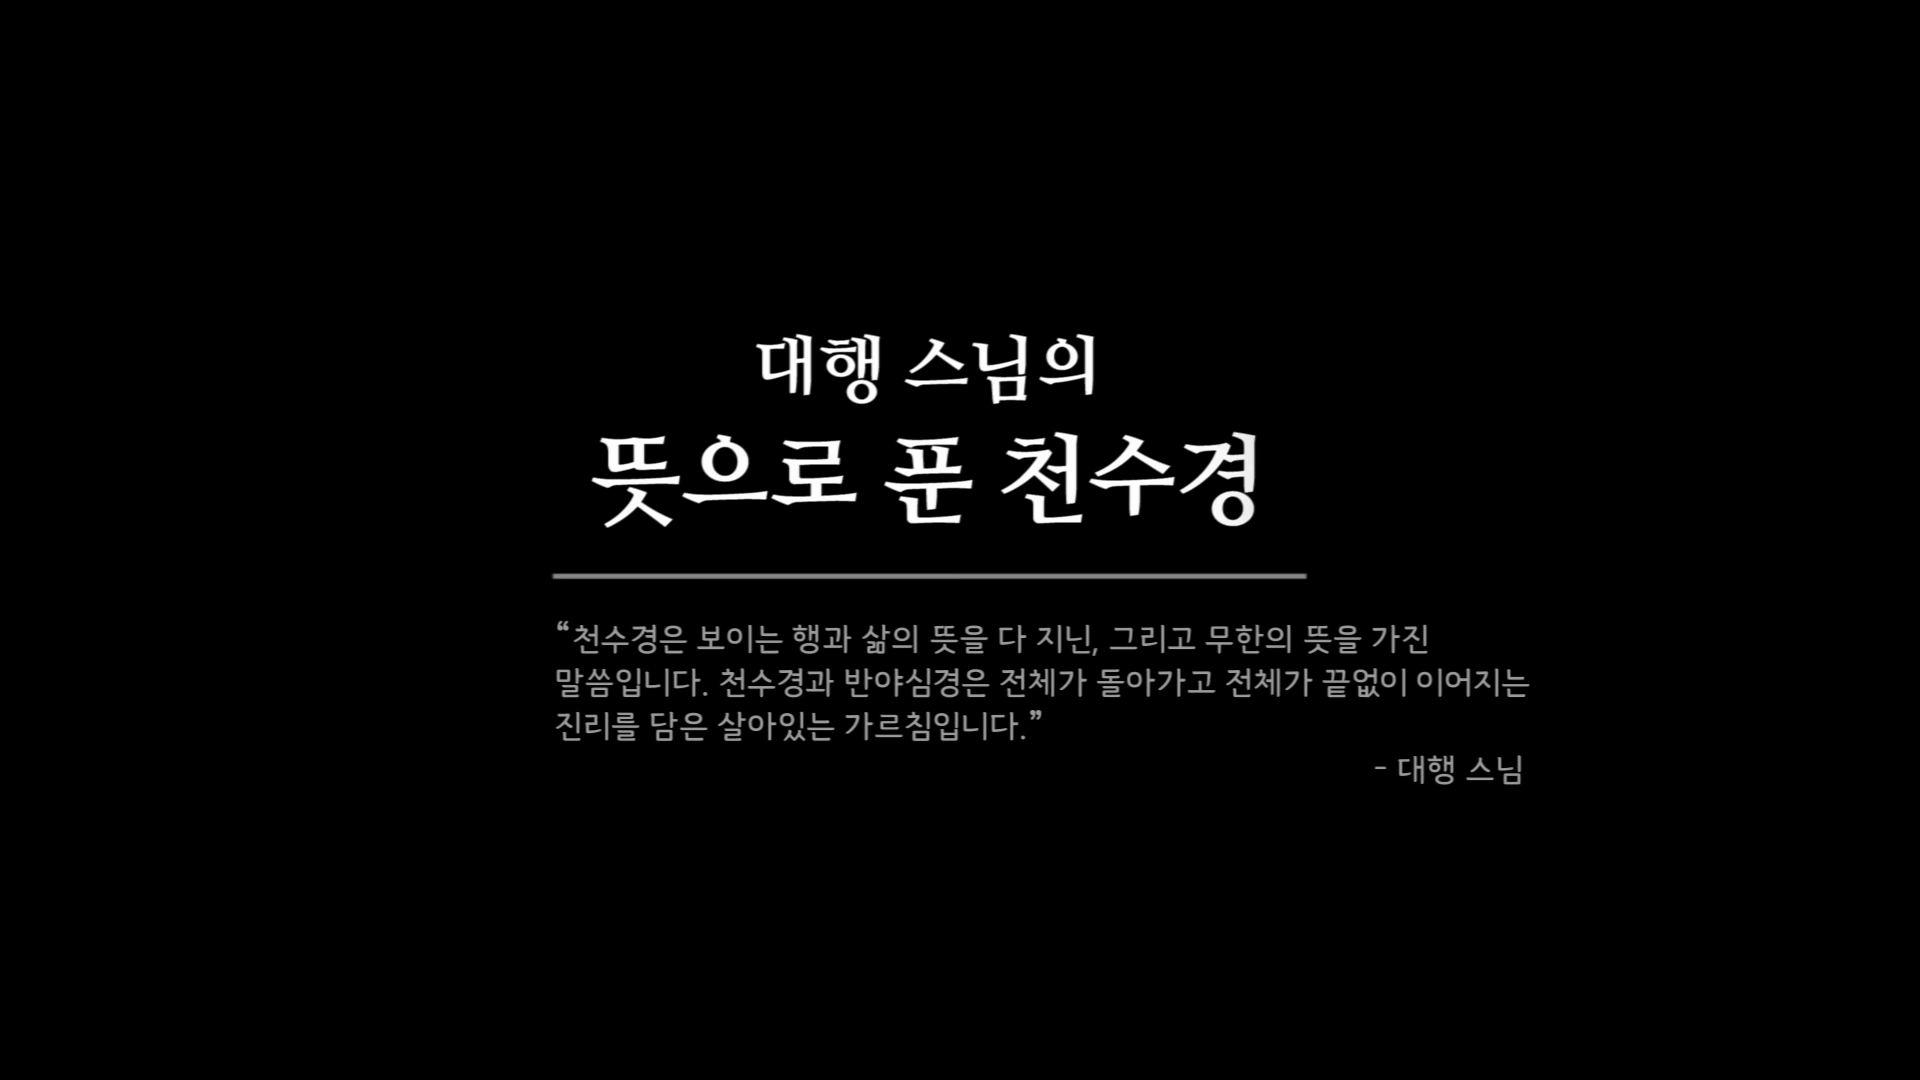 대행 스님의
뜻으로 푼 천수경
“천수경은 보이는 행과 삶의 뜻을 다 지닌, 그리고 무한의 뜻을 가진
말씀입니다. 천수경과 반야심경은 전체가 돌아가고 전체가 끝없이 이어지는
진리를 담은 살아있는 가르침입니다.”
- 대행 스님